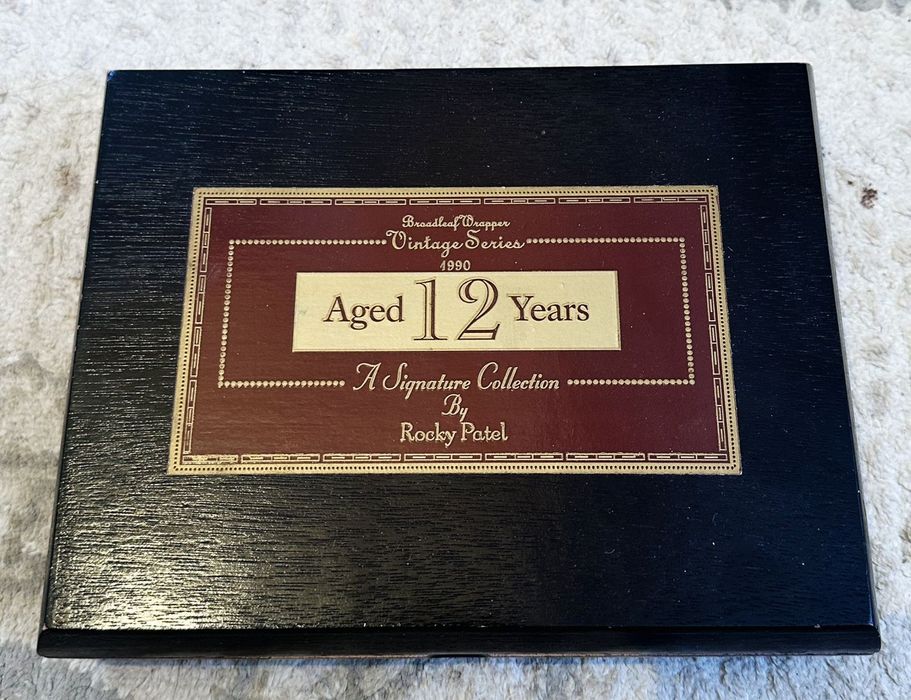 Broadleaf Wrapper
Vintage Series
1990
Aged 12 Years
A Signature Collection
By
Rocky Patel